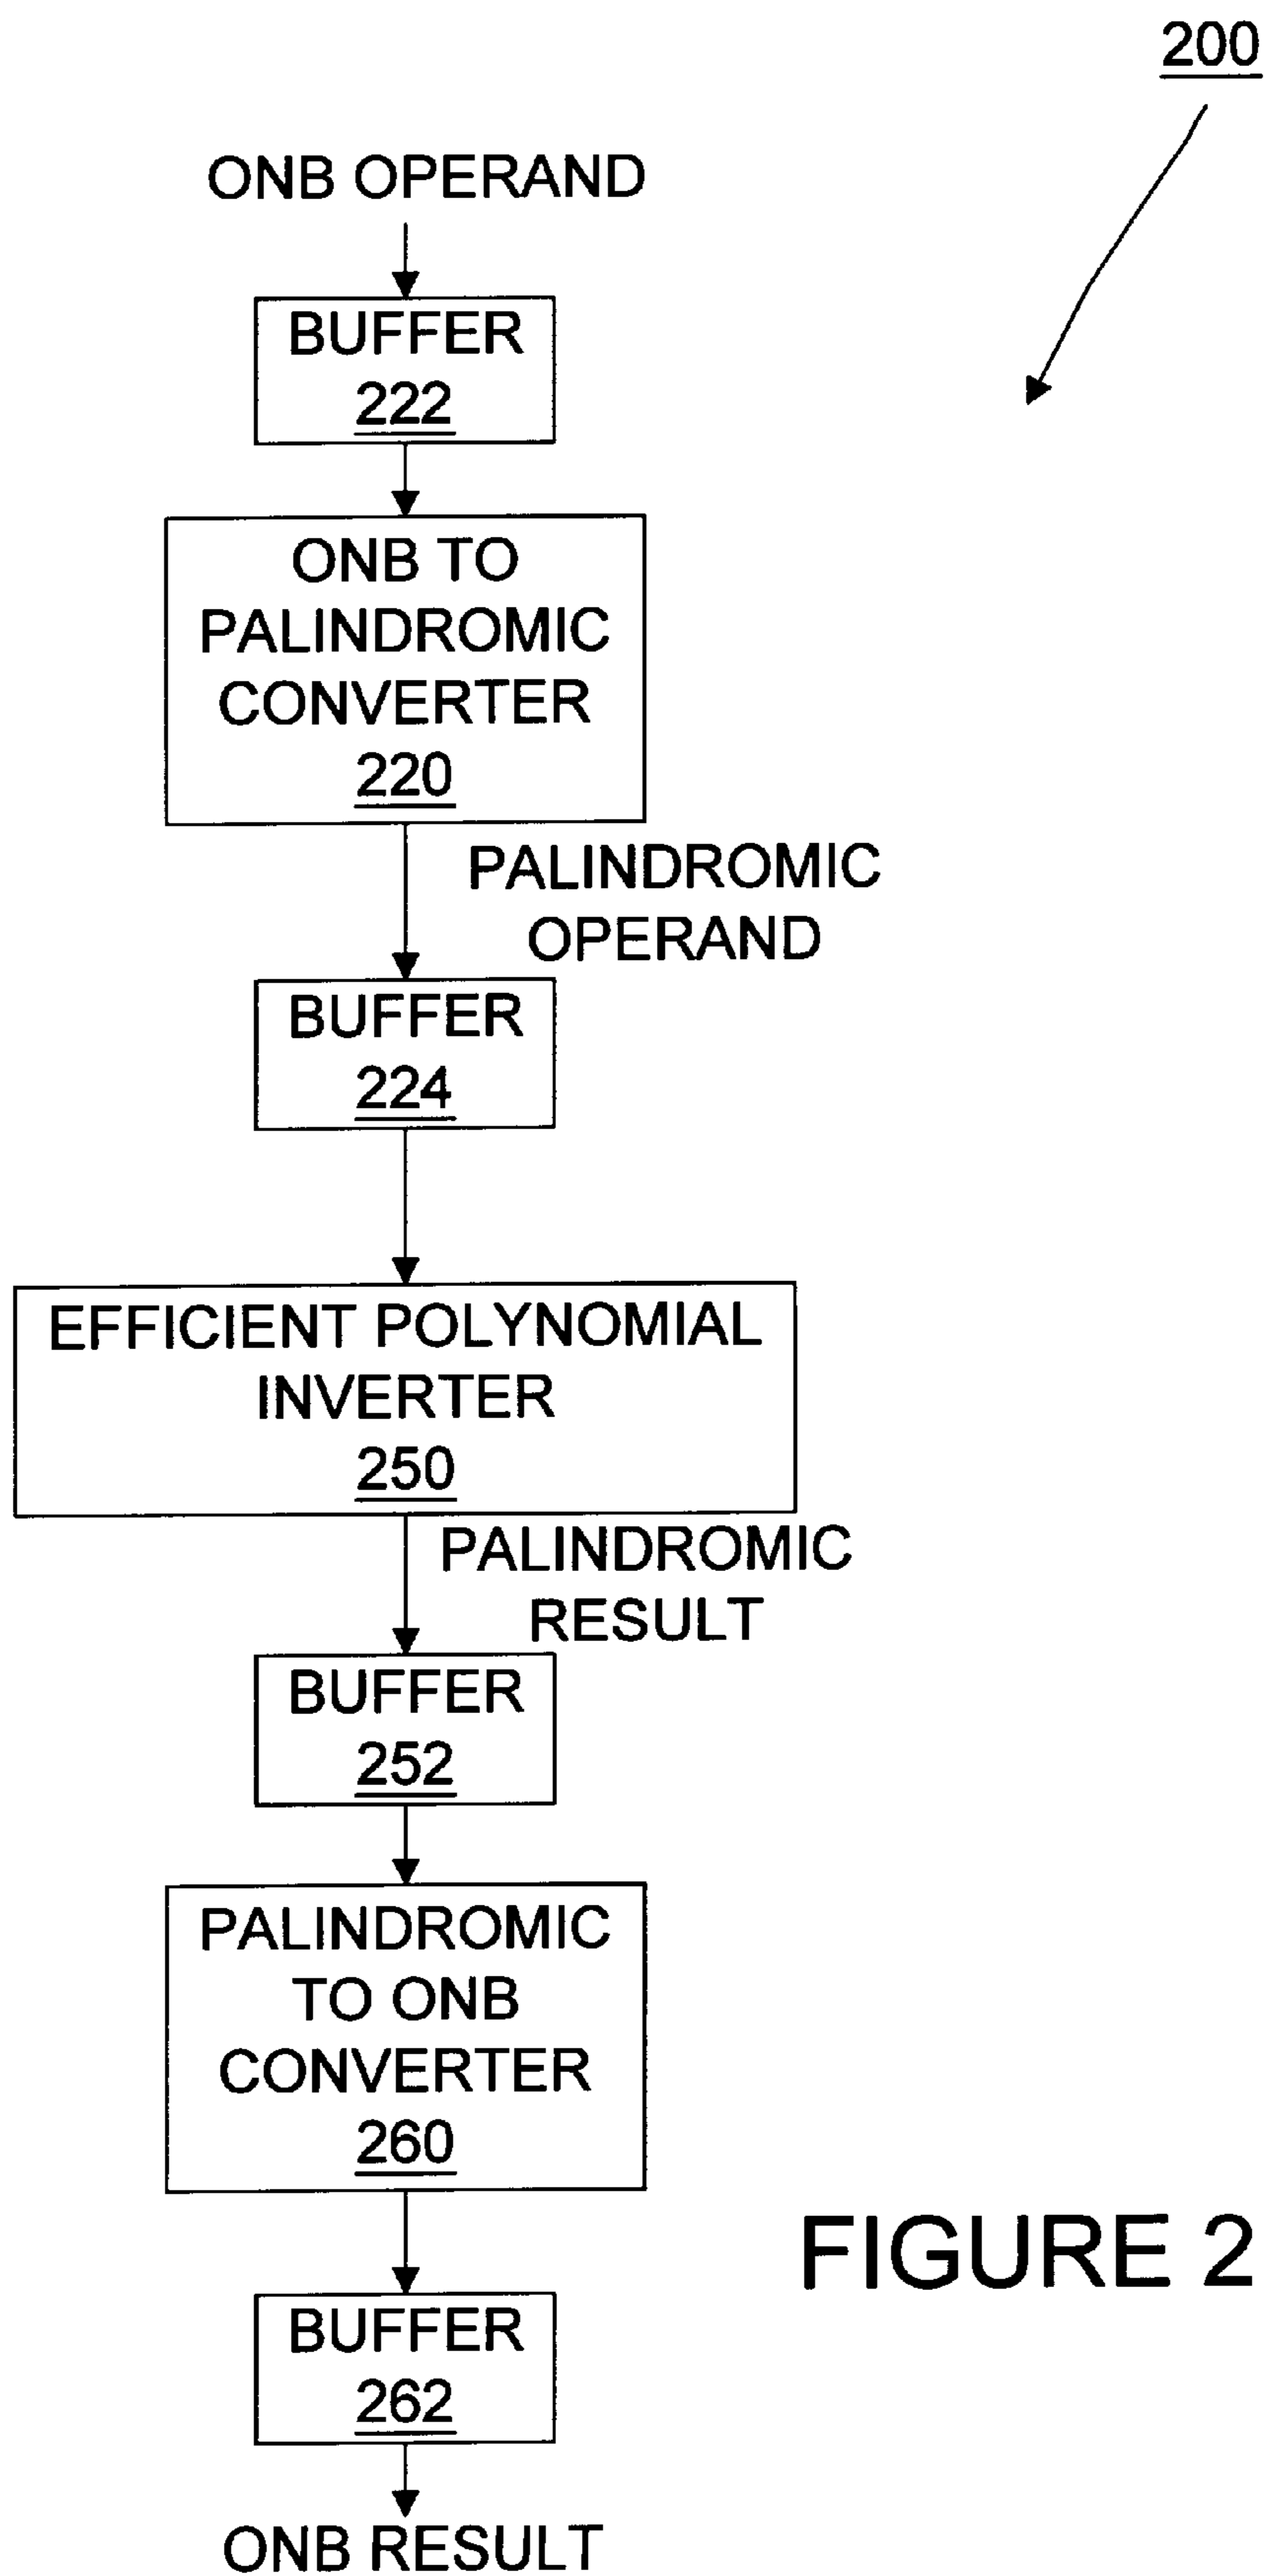 200
ONB OPERAND
BUFFER
222
ONB TO
PALINDROMIC
CONVERTER
220
PALINDROMIC
OPERAND
BUFFER
224
EFFICIENT POLYNOMIAL
INVERTER
250
PALINDROMIC
RESULT
BUFFER
252
PALINDROMIC
TO ONB
CONVERTER
260
FIGURE 2
BUFFER
262
ONB RESULT